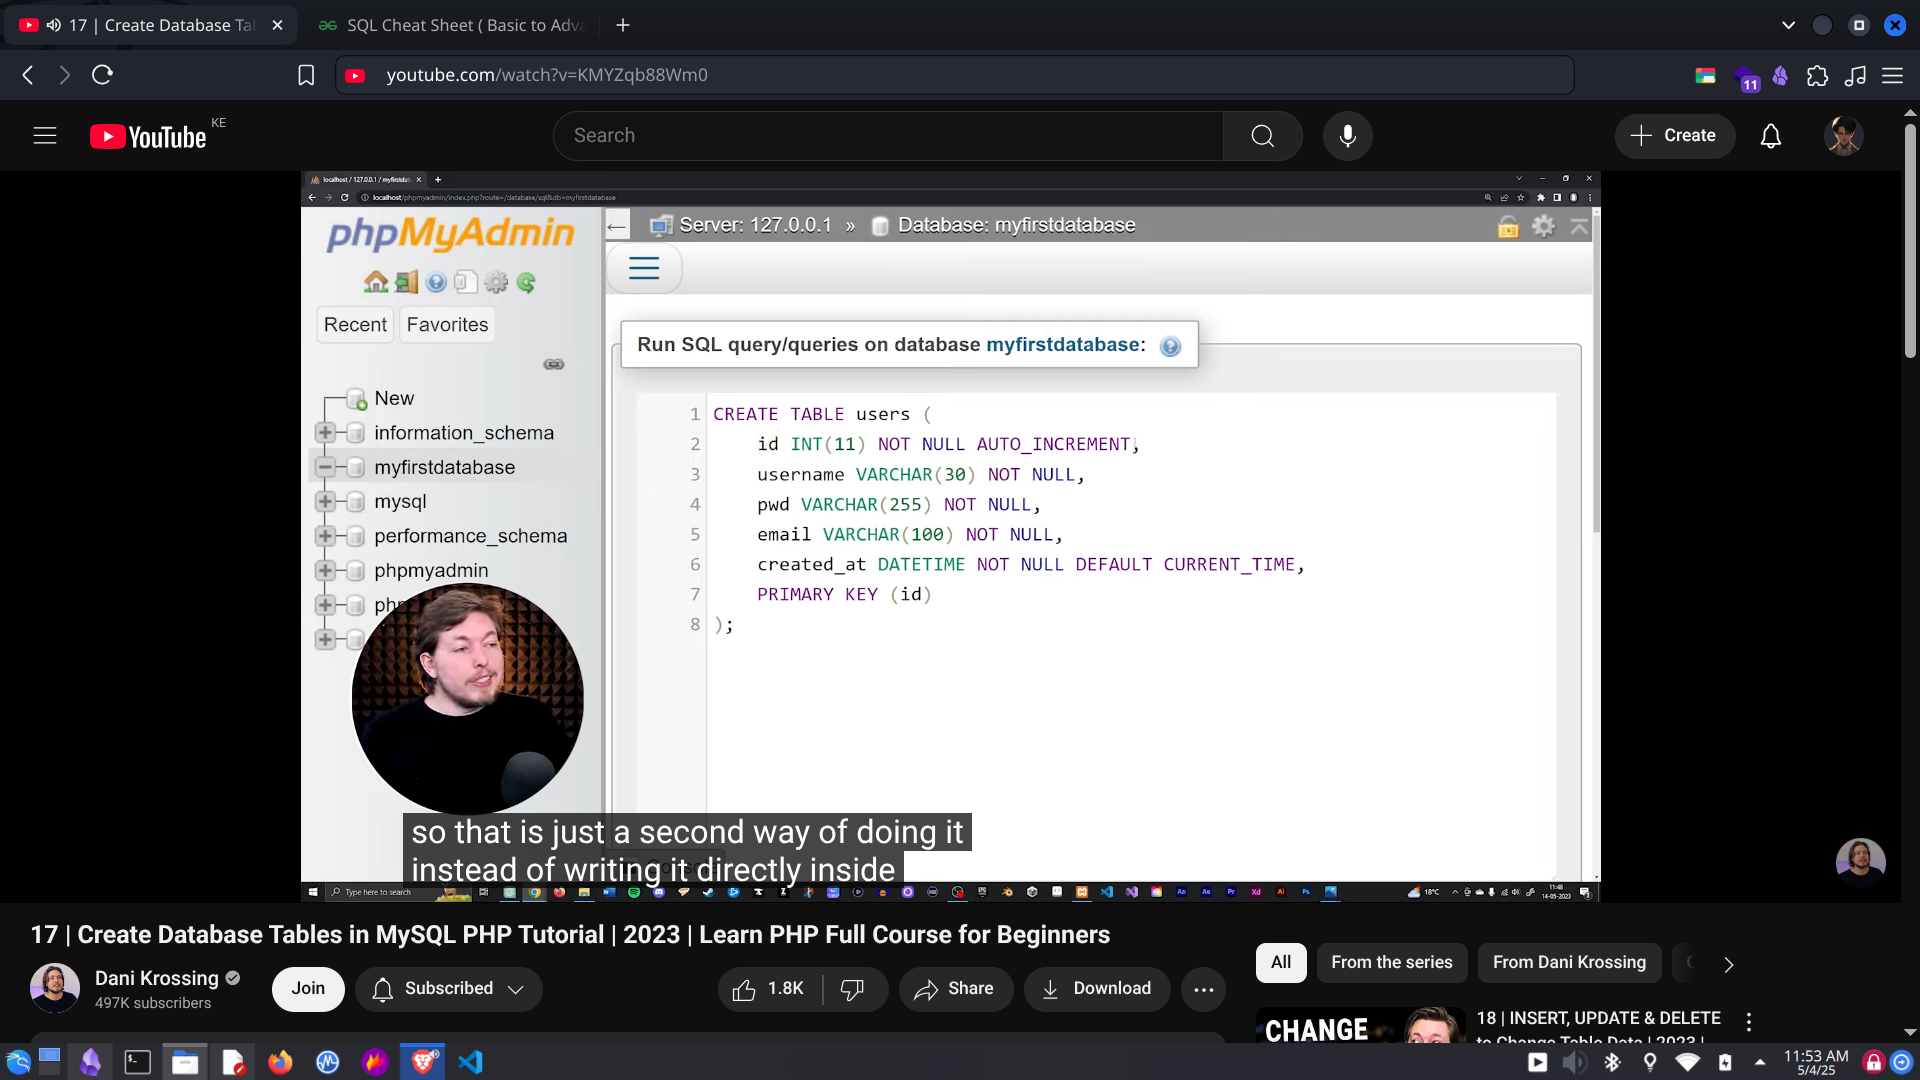 17 | Create Database Ta
SQL Cheat Sheet ( Basic to Adva
youtube.com/watch?v=KMYZqb88Wm0
11
YouTube
KE
Search
Create
localhost / 127.0.0.1 / myfirstdat
localhost/phpmyadmin/index.php?route=/database/sql&db=myfirstdatabase
phpMyAdmin
Server: 127.0.0.1 » Database: myfirstdatabase
Recent
Favorites
Run SQL query/queries on database myfirstdatabase:
New
information_schema
myfirstdatabase
mysql
performance_schema
phpmyadmin
php
1 CREATE TABLE users (
2 id INT(11) NOT NULL AUTO_INCREMENT,
3 username VARCHAR(30) NOT NULL,
4 pwd VARCHAR(255) NOT NULL,
5 email VARCHAR(100) NOT NULL,
6 created_at DATETIME NOT NULL DEFAULT CURRENT_TIME,
7 PRIMARY KEY (id)
8 );
so that is just a second way of doing it
instead of writing it directly inside
Type here to search
18°C
11:48
14-05-2023
17 | Create Database Tables in MySQL PHP Tutorial | 2023 | Learn PHP Full Course for Beginners
Dani Krossing
497K subscribers
Join
Subscribed
1.8K
Share
Download
All
From the series
From Dani Krossing
CHANGE
18 | INSERT, UPDATE & DELETE
to Change Table Data | 2023 |
11:53 AM
5/4/25